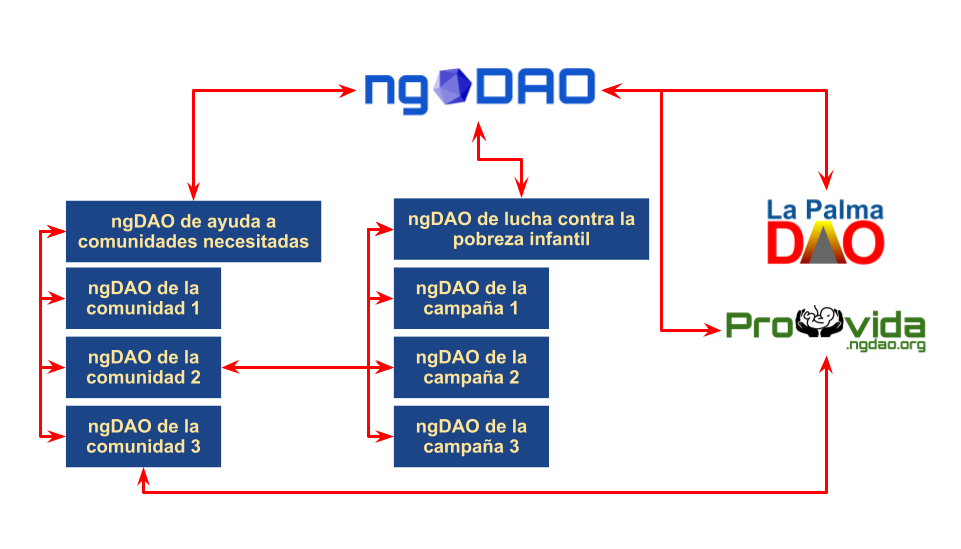 ngDAO
ngDAO de ayuda a
comunidades necesitadas
ngDAO de la
comunidad 1
ngDAO de la
comunidad 2
ngDAO de la
comunidad 3
ngDAO de lucha contra la
pobreza infantil
ngDAO de la
campaña 1
ngDAO de la
campaña 2
ngDAO de la
campaña 3
La Palma
DAO
Pro vida
.ngdao.org